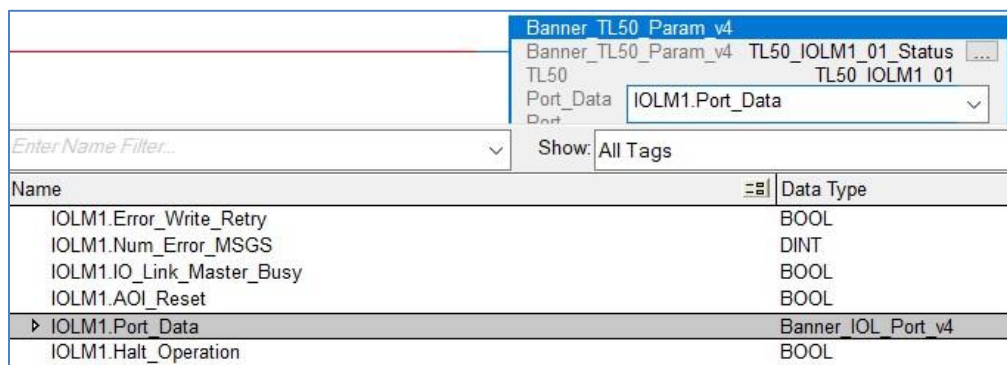 Banner_TL50_Param_v4
Banner_TL50_Param_v4 TL50_IOLM1_01_Status ...
TL50 TL50_IOLM1_01
Port_Data IOLM1.Port_Data
Port
Enter Name Filter... Show: All Tags
Name Data Type
IOLM1.Error_Write_Retry BOOL
IOLM1.Num_Error_MSGS DINT
IOLM1.IO_Link_Master_Busy BOOL
IOLM1.AOI_Reset BOOL
IOLM1.Port_Data Banner_IOL_Port_v4
IOLM1.Halt_Operation BOOL